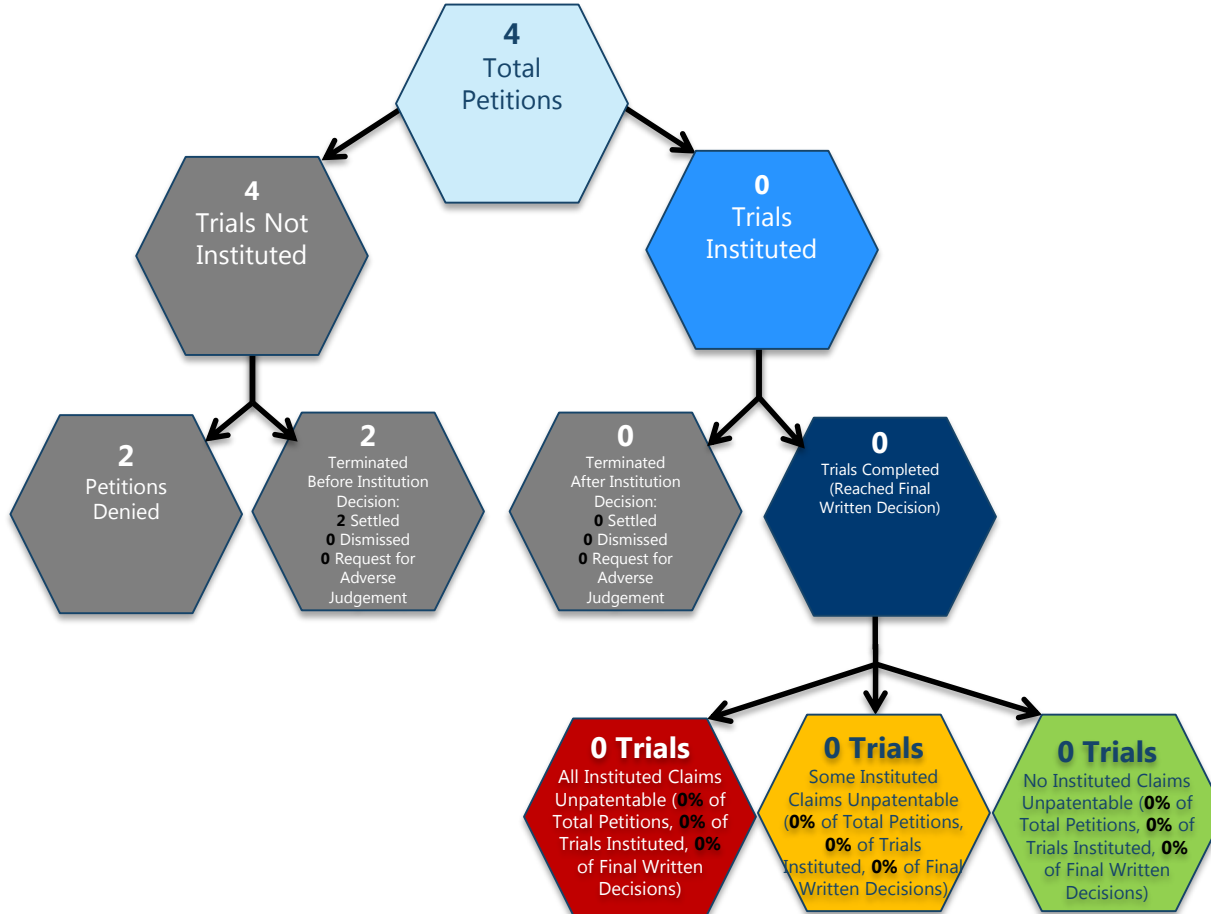 4
Total
Petitions
4
Trials Not
Instituted
0
Trials
Instituted
2
Petitions
Denied
2
Terminated
Before Institution
Decision:
2 Settled
0 Dismissed
0 Request for
Adverse
Judgement
0
Terminated
After Institution
Decision:
0 Settled
0 Dismissed
0 Request for
Adverse
Judgement
0
Trials Completed
(Reached Final
Written Decision)
0 Trials
All Instituted Claims
Unpatentable (0% of
Total Petitions, 0% of
Trials Instituted, 0%
of Final Written
Decisions)
0 Trials
Some Instituted
Claims Unpatentable
(0% of Total Petitions,
0% of Trials
Instituted, 0% of Final
Written Decisions)
0 Trials
No Instituted Claims
Unpatentable (0% of
Total Petitions, 0% of
Trials Instituted, 0%
of Final Written
Decisions)